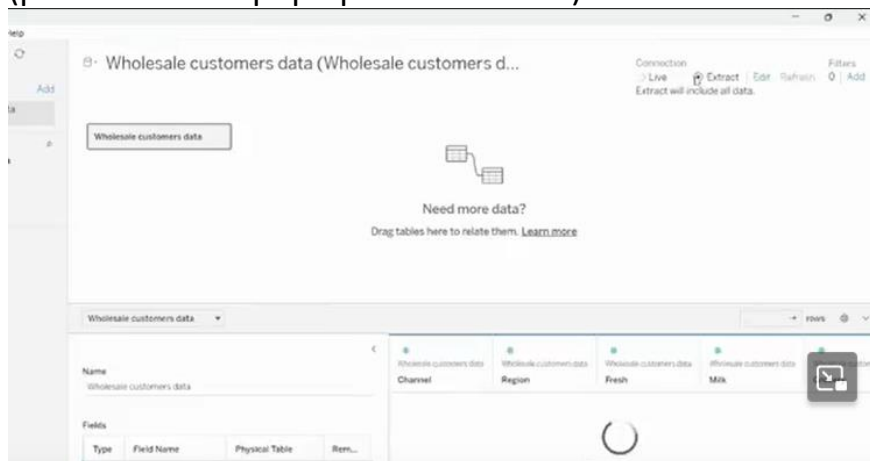 Help
Wholesale customers data (Wholesale customers d...
Connection
Filters
Live Extract Edit Refresh 0 Add
Extract will include all data.
Add
Wholesale customers data
Need more data?
Drag tables here to relate them. Learn more
Wholesale customers data
rows
Name
Wholesale customers data
Fields
Type Field Name Physical Table Rem...
Wholesale customers data Wholesale customers data Wholesale customers data Wholesale customers data
Channel Region Fresh Milk